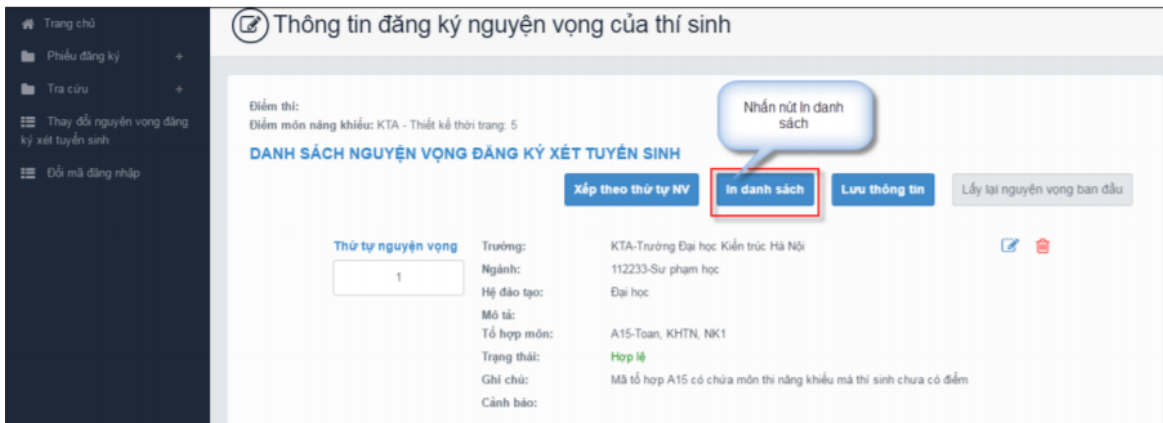 Trang chủ
Phiếu đăng ký +
Tra cứu +
Thay đổi nguyện vọng đăng
ký xét tuyển sinh
Đổi mã đăng nhập
Thông tin đăng ký nguyện vọng của thí sinh
Điểm thi:
Điểm môn năng khiếu: KTA - Thiết kế thời trang: 5
Nhấn nút In danh
sách
DANH SÁCH NGUYỆN VỌNG ĐĂNG KÝ XÉT TUYỂN SINH
Xếp theo thứ tự NV In danh sách Lưu thông tin Lấy lại nguyện vọng ban đầu
Thứ tự nguyện vọng
1
Trường: KTA-Trường Đại học Kiến trúc Hà Nội
Ngành: 112233-Sư phạm học
Hệ đào tạo: Đại học
Mô tả:
Tổ hợp môn: A15-Toan, KHTN, NK1
Trạng thái: Hợp lệ
Ghi chú: Mã tổ hợp A15 có chứa môn thi năng khiếu mà thí sinh chưa có điểm
Cảnh báo: